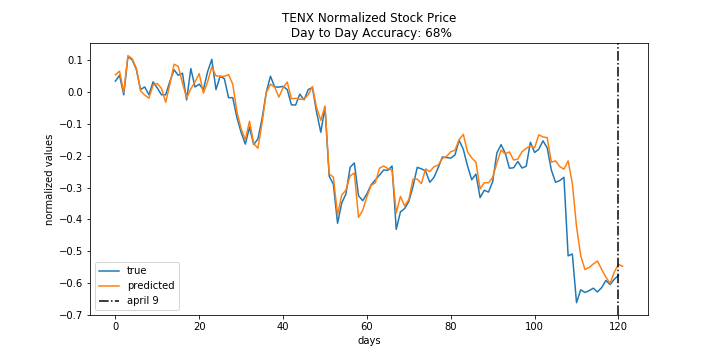 TENX Normalized Stock Price
Day to Day Accuracy: 68%
normalized values
0.1
0.0
−0.1
−0.2
−0.3
−0.4
−0.5
−0.6
−0.7
true
predicted
april 9
0 20 40 60 80 100 120
days